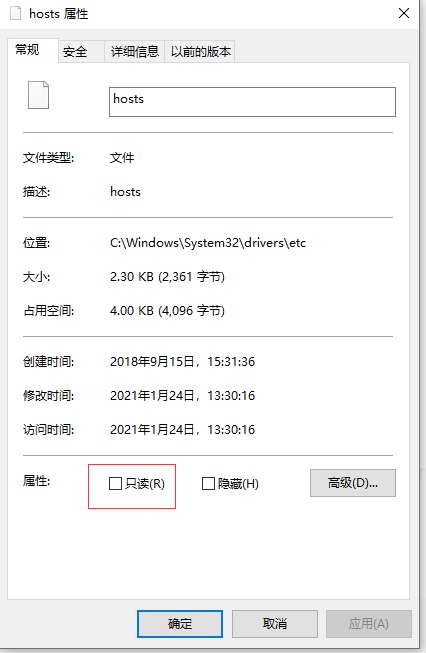 hosts 属性
常规 安全 详细信息 以前的版本
hosts
文件类型: 文件
描述: hosts
位置: C:\Windows\System32\drivers\etc
大小: 2.30 KB (2,361 字节)
占用空间: 4.00 KB (4,096 字节)
创建时间: 2018年9月15日，15:31:36
修改时间: 2021年1月24日，13:30:16
访问时间: 2021年1月24日，13:30:16
属性: 只读(R) 隐藏(H) 高级(D)...
确定 取消 应用(A)